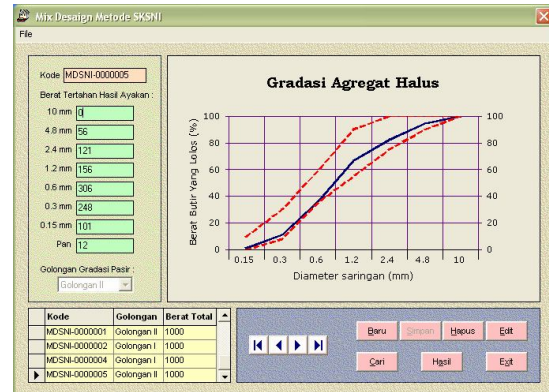 Mix Desaign Metode SKSNI
File
Kode MDSNI-0000005
Berat Tertahan Hasil Ayakan :
10 mm 0
4.8 mm 56
2.4 mm 121
1.2 mm 156
0.6 mm 306
0.3 mm 248
0.15 mm 101
Pan 12
Golongan Gradasi Pasir :
Golongan II
Gradasi Agregat Halus
Berat Butir Yang Lolos (%)
100 100
80 80
60 60
40 40
20 20
0 0
0.15 0.3 0.6 1.2 2.4 4.8 10
Diameter saringan (mm)
Kode Golongan Berat Total
MDSNI-0000001 Golongan II 1000
MDSNI-0000002 Golongan I 1000
MDSNI-0000004 Golongan I 1000
MDSNI-0000005 Golongan II 1000
Baru Simpan Hapus Edit
Cari Hasil Exit